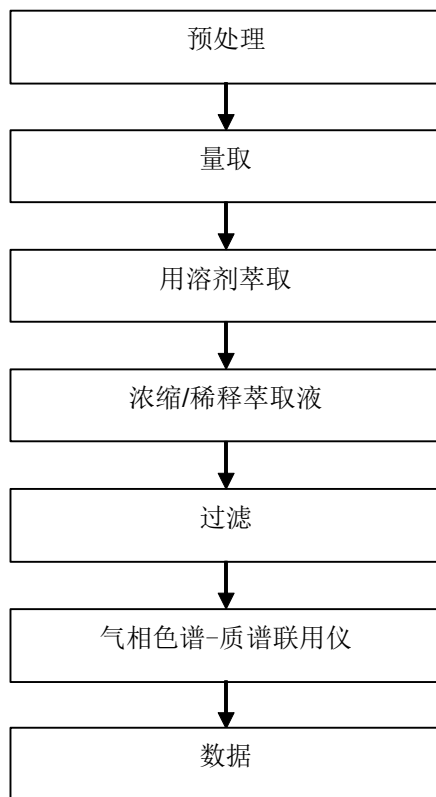 预处理
量取
用溶剂萃取
浓缩/稀释萃取液
过滤
气相色谱-质谱联用仪
数据